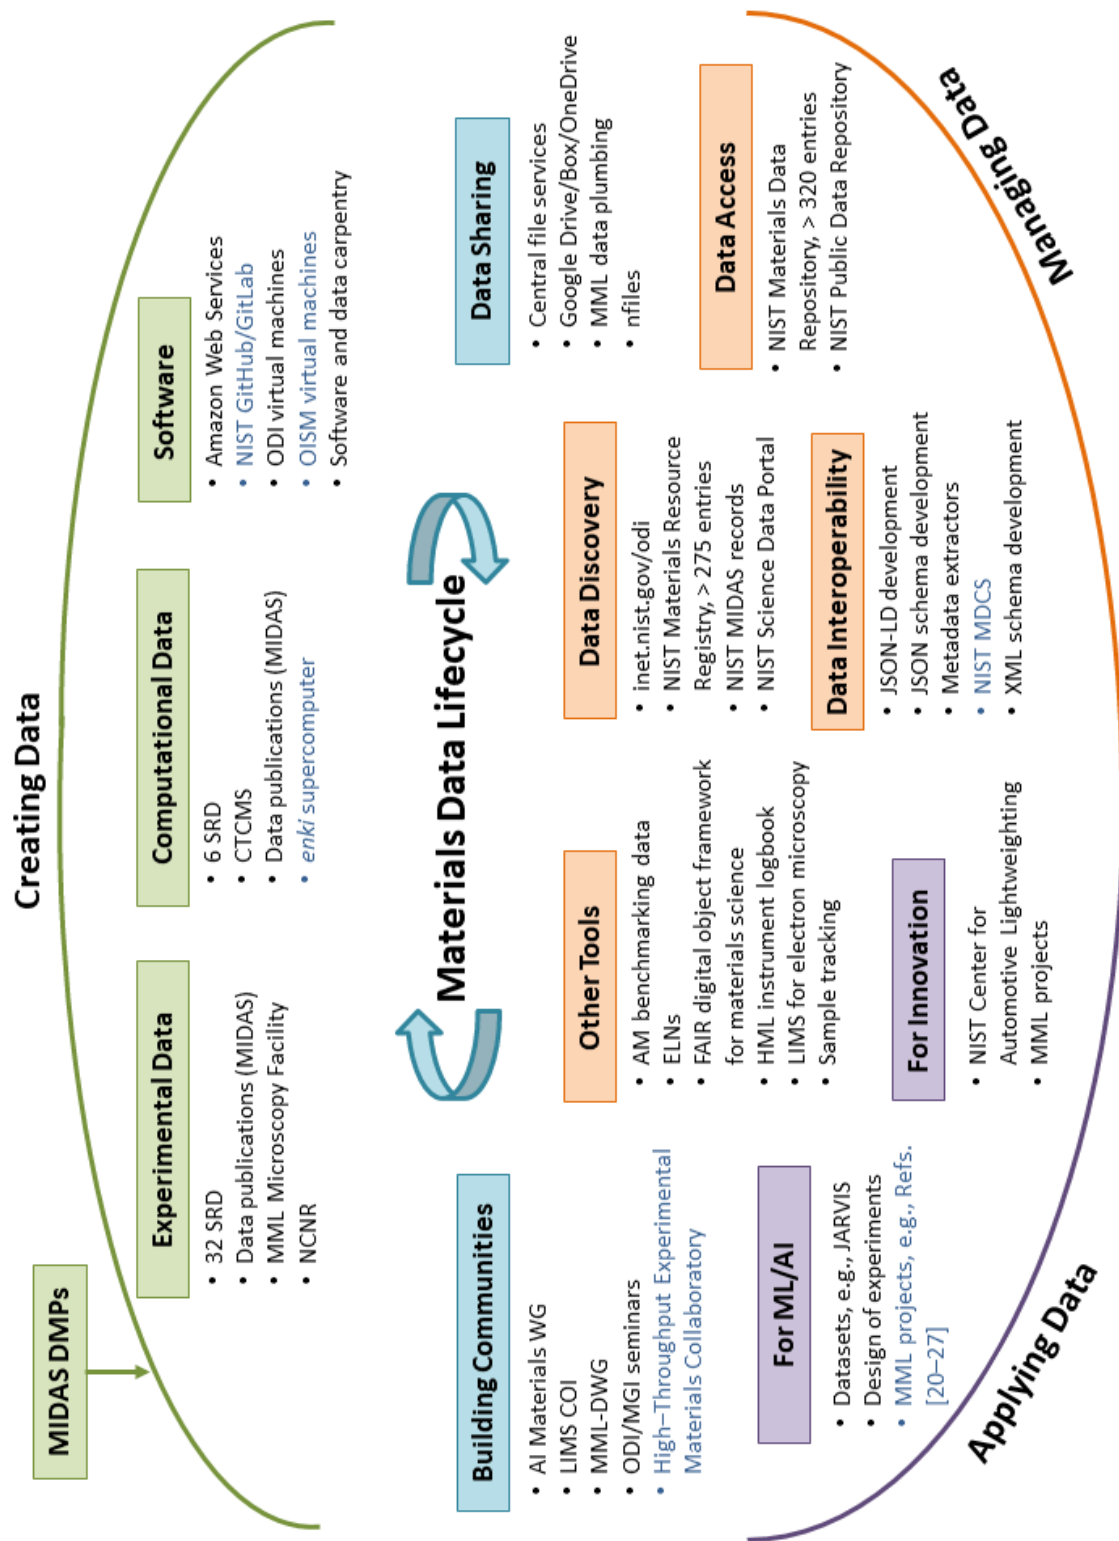 Creating Data
MIDAS DMPs
Experimental Data
• 32 SRD
• Data publications (MIDAS)
• MML Microscopy Facility
• NCNR
Computational Data
• 6 SRD
• CTCMS
• Data publications (MIDAS)
• enki supercomputer
Software
• Amazon Web Services
• NIST GitHub/GitLab
• ODI virtual machines
• OISM virtual machines
• Software and data carpentry
Materials Data Lifecycle
Building Communities
• AI Materials WG
• LIMS COI
• MML-DWG
• ODI/MGI seminars
• High–Throughput Experimental
Materials Collaboratory
Other Tools
• AM benchmarking data
• ELNs
• FAIR digital object framework
for materials science
• HML instrument logbook
• LIMS for electron microscopy
• Sample tracking
Data Discovery
• inet.nist.gov/odi
• NIST Materials Resource
Registry, > 275 entries
• NIST MIDAS records
• NIST Science Data Portal
Data Sharing
• Central file services
• Google Drive/Box/OneDrive
• MML data plumbing
• nfiles
For ML/AI
• Datasets, e.g., JARVIS
• Design of experiments
• MML projects, e.g., Refs.
[20–27]
For Innovation
• NIST Center for
Automotive Lightweighting
• MML projects
Data Interoperability
• JSON-LD development
• JSON schema development
• Metadata extractors
• NIST MDCS
• XML schema development
Data Access
• NIST Materials Data
Repository, > 320 entries
• NIST Public Data Repository
Applying Data
Managing Data